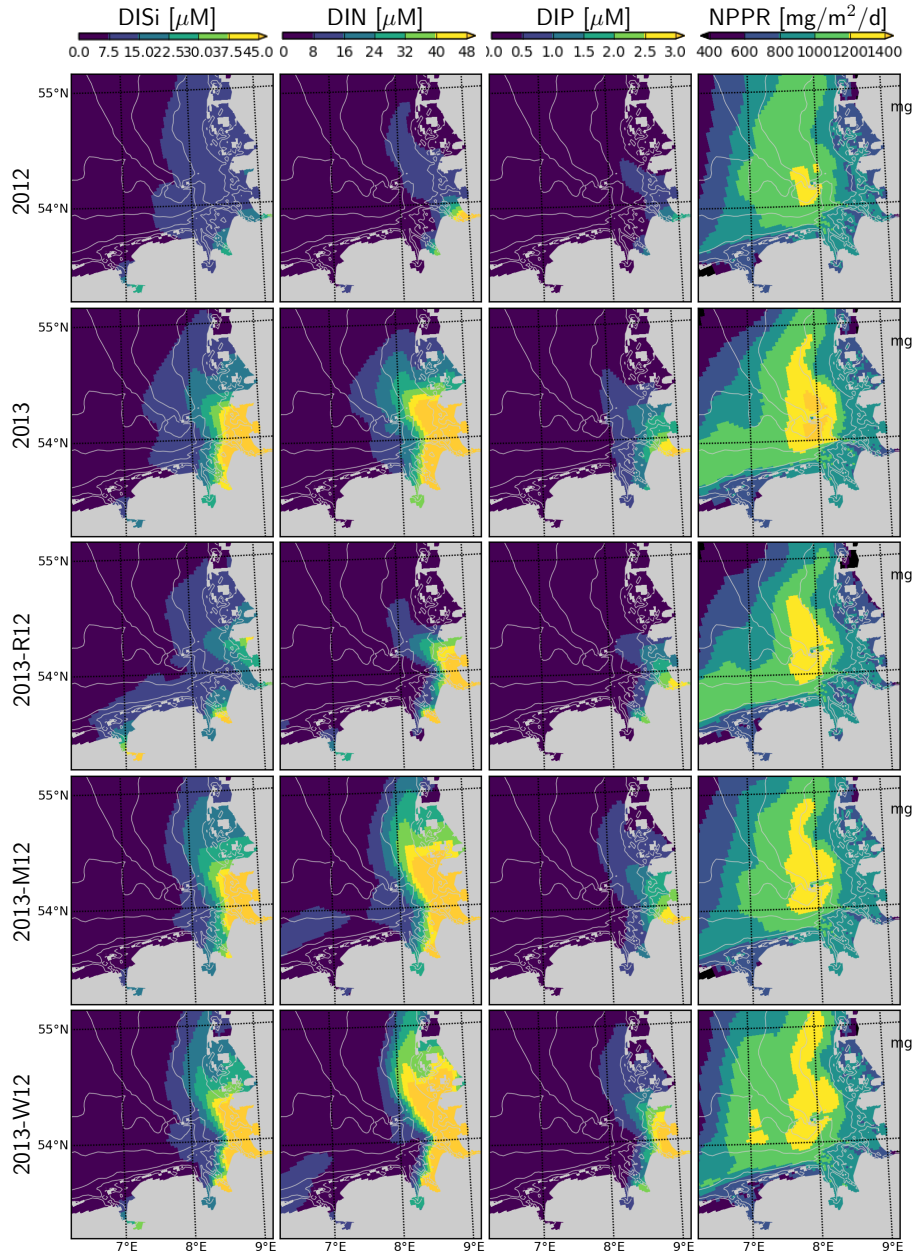 DISi [μM] DIN [μM] DIP [μM] NPPR [mg/m²/d]
0.0 7.5 15.0 22.5 30.0 37.5 45.0 0 8 16 24 32 40 48 0.0 0.5 1.0 1.5 2.0 2.5 3.0 400 600 800 1000 1200 1400
55°N
mg
2012
54°N
55°N
mg
2013
54°N
mg
2013-R12
54°N
55°N
mg
2013-M12
54°N
55°N
mg
2013-W12
54°N
7°E 8°E 9°E 7°E 8°E 9°E 7°E 8°E 9°E 7°E 8°E 9°E